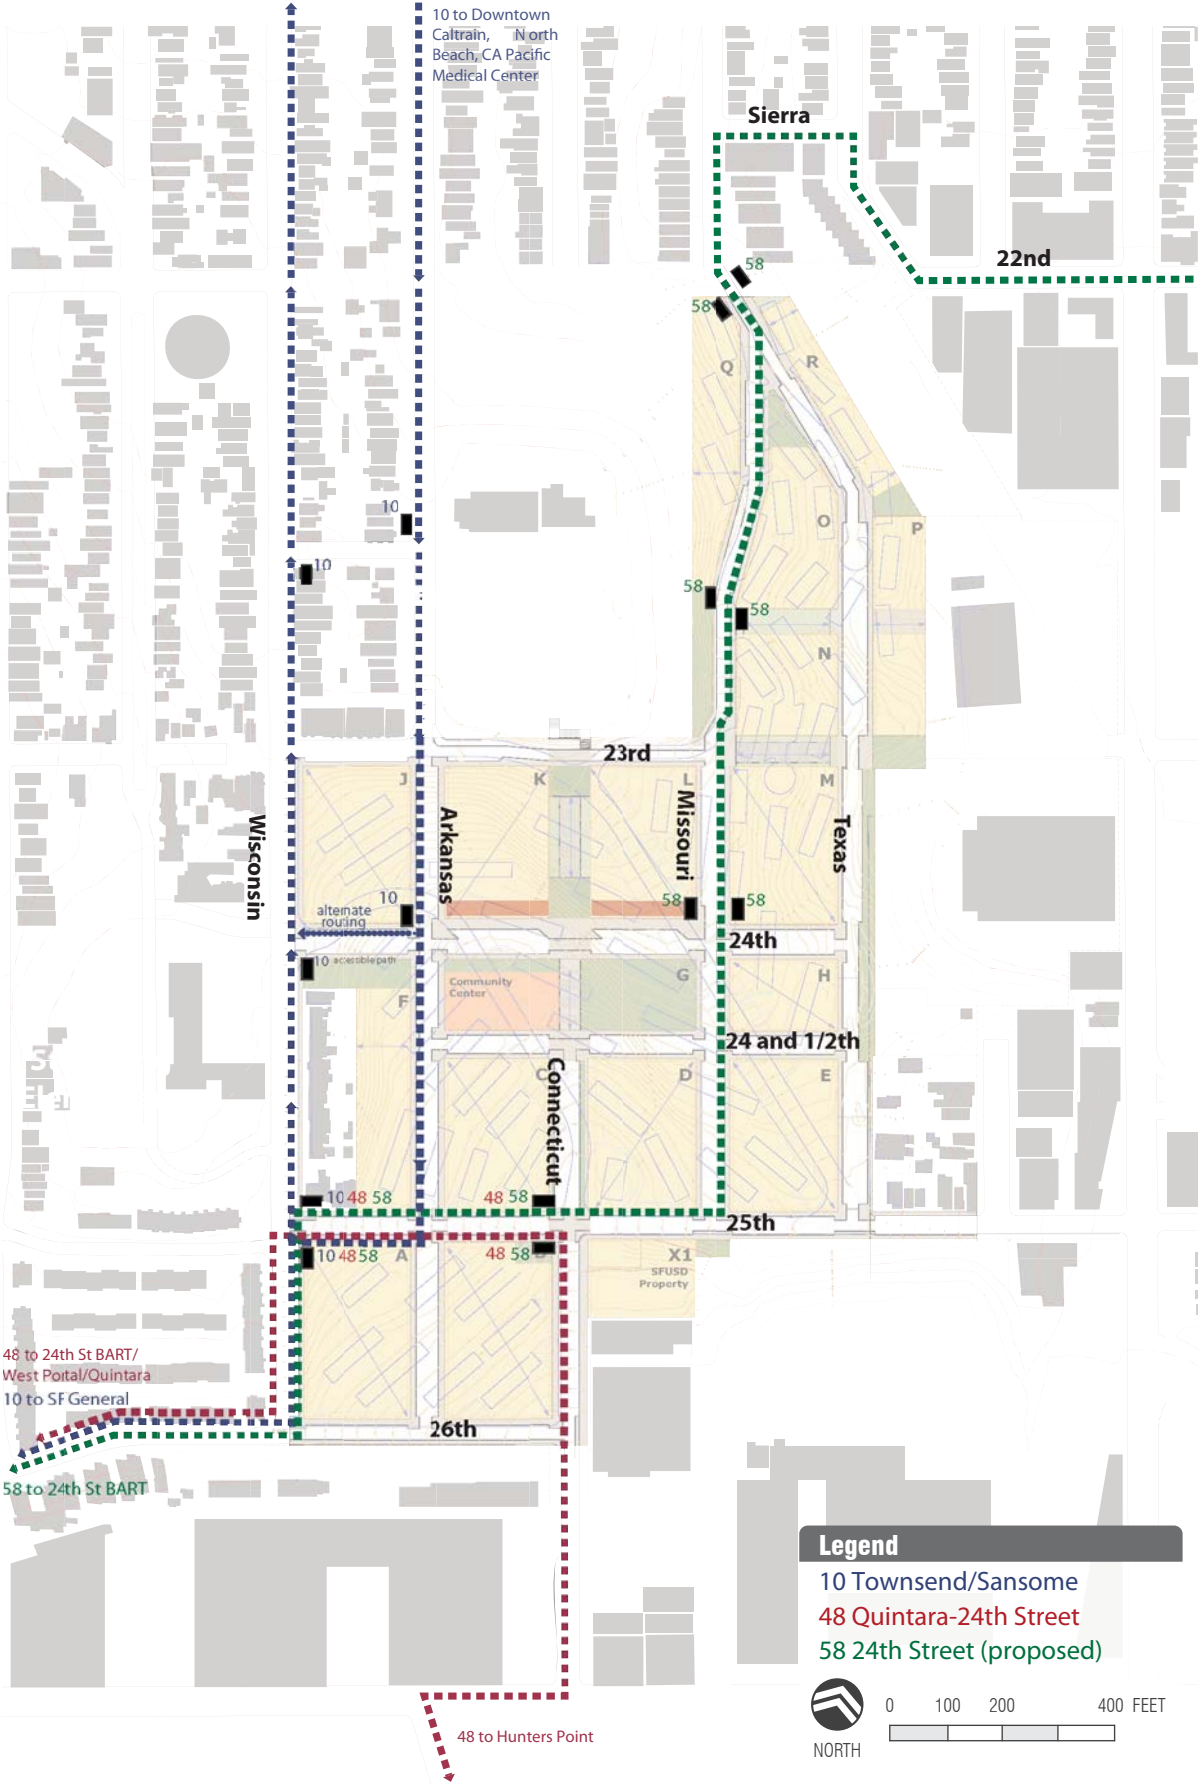 10 to Downtown
Caltrain, North
Beach, CA Pacific
Medical Center
Sierra
22nd
58
58
Q
R
10
O
P
10
58
58
N
23rd
J
K
L
M
Wisconsin
Arkansas
Missouri
Texas
10
58
58
alternate
routing
24th
10 accessible path
F
Community
Center
G
H
24 and 1/2th
C
Connecticut
D
E
10 48 58
48 58
25th
10 48 58
A
48 58
X1
SFUSD
Property
48 to 24th St BART/
West Portal/Quintara
10 to SF General
26th
58 to 24th St BART
Legend
10 Townsend/Sansome
48 Quintara-24th Street
58 24th Street (proposed)
0 100 200 400 FEET
NORTH
48 to Hunters Point